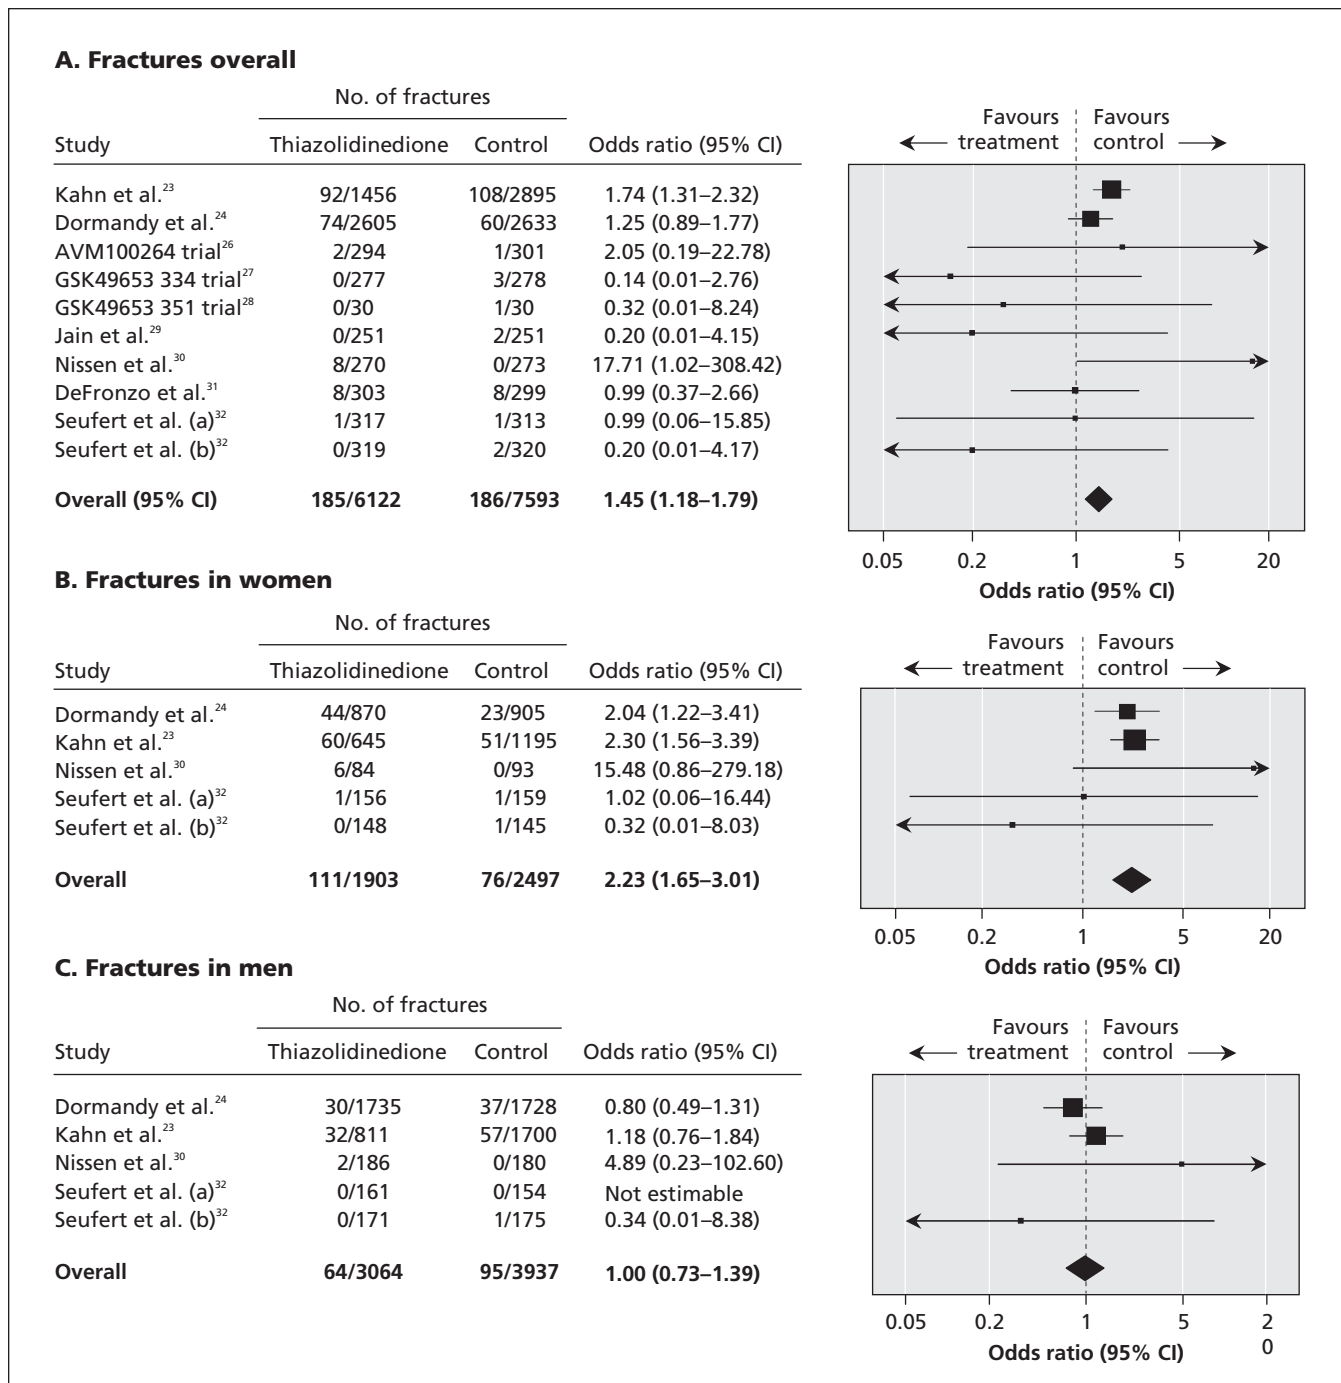 A. Fractures overall
No. of fractures
Study Thiazolidinedione Control Odds ratio (95% CI)
Kahn et al.23 92/1456 108/2895 1.74 (1.31–2.32)
Dormandy et al.24 74/2605 60/2633 1.25 (0.89–1.77)
AVM100264 trial26 2/294 1/301 2.05 (0.19–22.78)
GSK49653 334 trial27 0/277 3/278 0.14 (0.01–2.76)
GSK49653 351 trial28 0/30 1/30 0.32 (0.01–8.24)
Jain et al.29 0/251 2/251 0.20 (0.01–4.15)
Nissen et al.30 8/270 0/273 17.71 (1.02–308.42)
DeFronzo et al.31 8/303 8/299 0.99 (0.37–2.66)
Seufert et al. (a)32 1/317 1/313 0.99 (0.06–15.85)
Seufert et al. (b)32 0/319 2/320 0.20 (0.01–4.17)
Overall (95% CI) 185/6122 186/7593 1.45 (1.18–1.79)
Favours Favours
treatment control
0.05 0.2 1 5 20
Odds ratio (95% CI)
B. Fractures in women
No. of fractures
Study Thiazolidinedione Control Odds ratio (95% CI)
Dormandy et al.24 44/870 23/905 2.04 (1.22–3.41)
Kahn et al.23 60/645 51/1195 2.30 (1.56–3.39)
Nissen et al.30 6/84 0/93 15.48 (0.86–279.18)
Seufert et al. (a)32 1/156 1/159 1.02 (0.06–16.44)
Seufert et al. (b)32 0/148 1/145 0.32 (0.01–8.03)
Overall 111/1903 76/2497 2.23 (1.65–3.01)
Favours Favours
treatment control
0.05 0.2 1 5 20
Odds ratio (95% CI)
C. Fractures in men
No. of fractures
Study Thiazolidinedione Control Odds ratio (95% CI)
Dormandy et al.24 30/1735 37/1728 0.80 (0.49–1.31)
Kahn et al.23 32/811 57/1700 1.18 (0.76–1.84)
Nissen et al.30 2/186 0/180 4.89 (0.23–102.60)
Seufert et al. (a)32 0/161 0/154 Not estimable
Seufert et al. (b)32 0/171 1/175 0.34 (0.01–8.38)
Overall 64/3064 95/3937 1.00 (0.73–1.39)
Favours Favours
treatment control
0.05 0.2 1 5 2
0
Odds ratio (95% CI)